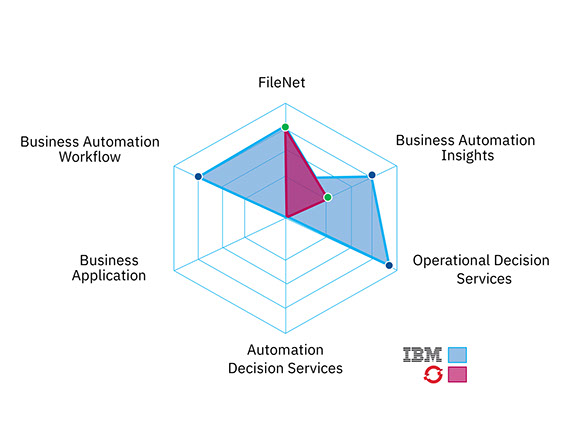 FileNet
Business Automation
Workflow
Business Automation
Insights
Business
Application
Operational Decision
Services
Automation
Decision Services
IBM